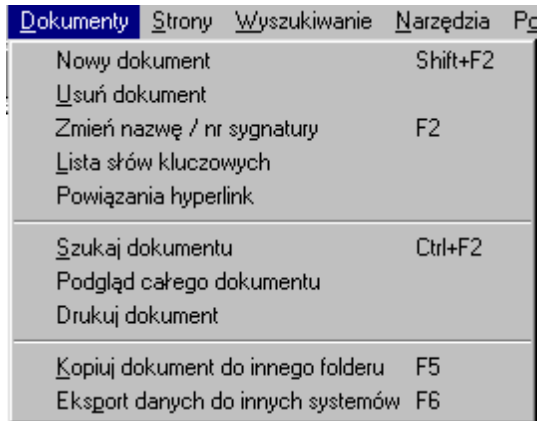 Dokumenty Strony Wyszukiwanie Narzędzia
Nowy dokument Shift+F2
Usuń dokument
Zmień nazwę / nr sygnatury F2
Lista słów kluczowych
Powiązania hyperlink
Szukaj dokumentu Ctrl+F2
Podgląd całego dokumentu
Drukuj dokument
Kopiuj dokument do innego folderu F5
Eksport danych do innych systemów F6